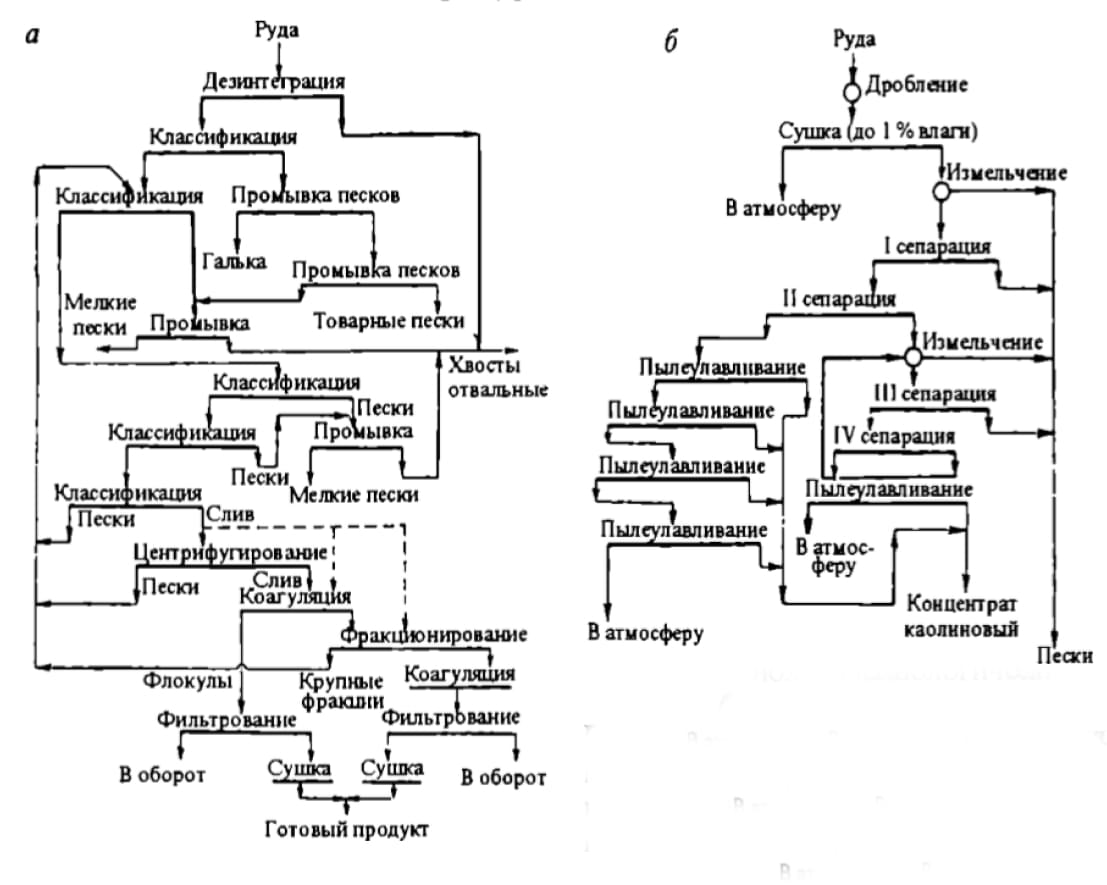 а
Руда
Дезинтеграция
Классификация
Классификация
Промывка песков
Галька
Промывка песков
Мелкие
пески
Промывка
Товарные пески
Хвосты
отвальные
Классификация
Пески
Классификация
Промывка
Пески
Мелкие пески
Классификация
Пески
Слив
Центрифугирование
Пески
Слив
Коагуляция
Фракционирование
Флокулы
Крупные
фракции
Коагуляция
Фильтрование
Фильтрование
В оборот
Сушка
Сушка
В оборот
Готовый продукт
б
Руда
Дробление
Сушка (до 1 % влаги)
Измельчение
В атмосферу
I сепарация
II сепарация
Измельчение
Пылеулавливание
III сепарация
Пылеулавливание
IV сепарация
Пылеулавливание
Пылеулавливание
Пылеулавливание
В атмос-
феру
В атмосферу
Концентрат
каолиновый
Пески